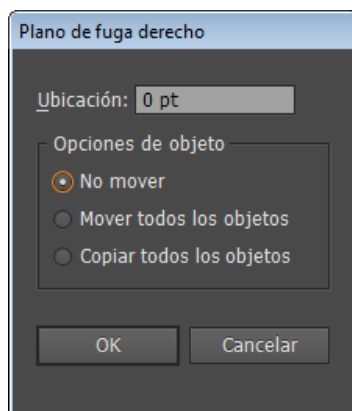 Plano de fuga derecho
Ubicación: 0 pt
Opciones de objeto
No mover
Mover todos los objetos
Copiar todos los objetos
OK Cancelar